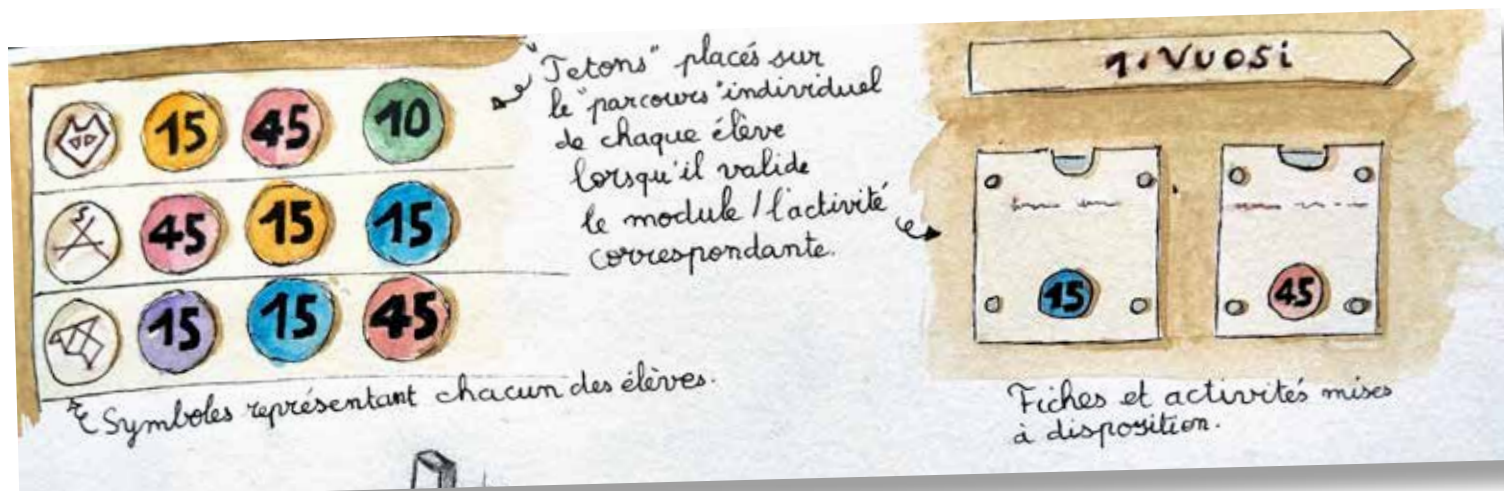 15 45 10
45 15 15
15 15 45
"Jetons" placés sur
le "parcours" individuel
de chaque élève
lorsqu'il valide
le module / l'activité
correspondante.
Symboles représentant chacun des élèves.
1. Vuosi
15 45
Fiches et activités mises
à disposition.